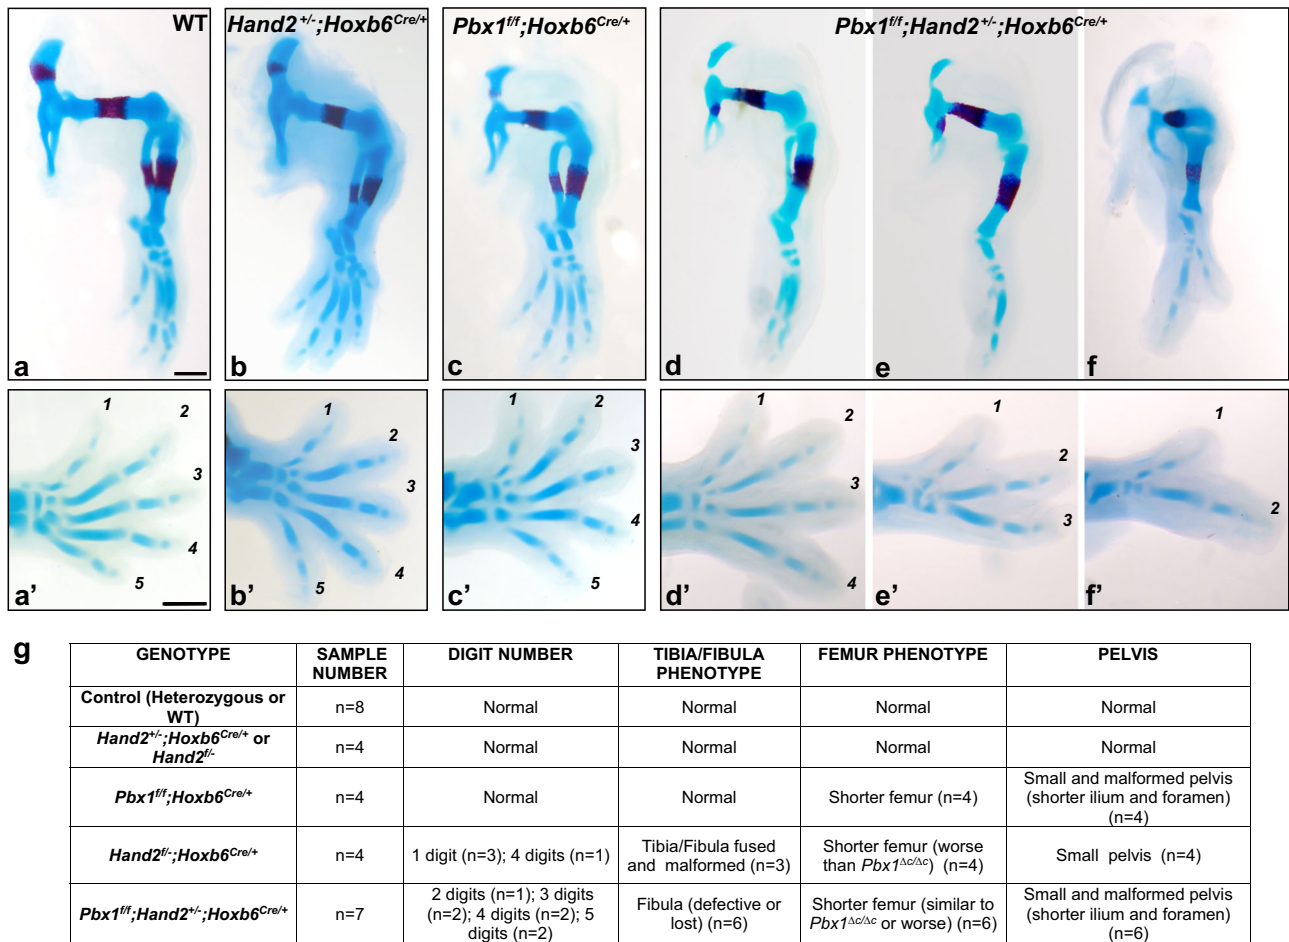 WT
Hand2+/-;Hoxb6Cre/+
Pbx1f/f;Hoxb6Cre/+
Pbx1f/f;Hand2+/-;Hoxb6Cre/+
a
b
c
d
e
f
1
2
3
4
5
a’
1
2
3
4
5
b’
1
2
3
4
5
c’
1
2
3
4
d’
1
2
3
e’
1
2
f’
g
GENOTYPE
SAMPLE
NUMBER
DIGIT NUMBER
TIBIA/FIBULA
PHENOTYPE
FEMUR PHENOTYPE
PELVIS
Control (Heterozygous or
WT)
n=8
Normal
Normal
Normal
Normal
Hand2+/-;Hoxb6Cre/+ or
Hand2f/-
n=4
Normal
Normal
Normal
Normal
Pbx1f/f;Hoxb6Cre/+
n=4
Normal
Normal
Shorter femur (n=4)
Small and malformed pelvis
(shorter ilium and foramen)
(n=4)
Hand2f/-;Hoxb6Cre/+
n=4
1 digit (n=3); 4 digits (n=1)
Tibia/Fibula fused
and malformed (n=3)
Shorter femur (worse
than Pbx1Δc/Δc) (n=4)
Small pelvis (n=4)
Pbx1f/f;Hand2+/-;Hoxb6Cre/+
n=7
2 digits (n=1); 3 digits
(n=2); 4 digits (n=2); 5
digits (n=2)
Fibula (defective or
lost) (n=6)
Shorter femur (similar to
Pbx1Δc/Δc or worse) (n=6)
Small and malformed pelvis
(shorter ilium and foramen)
(n=6)